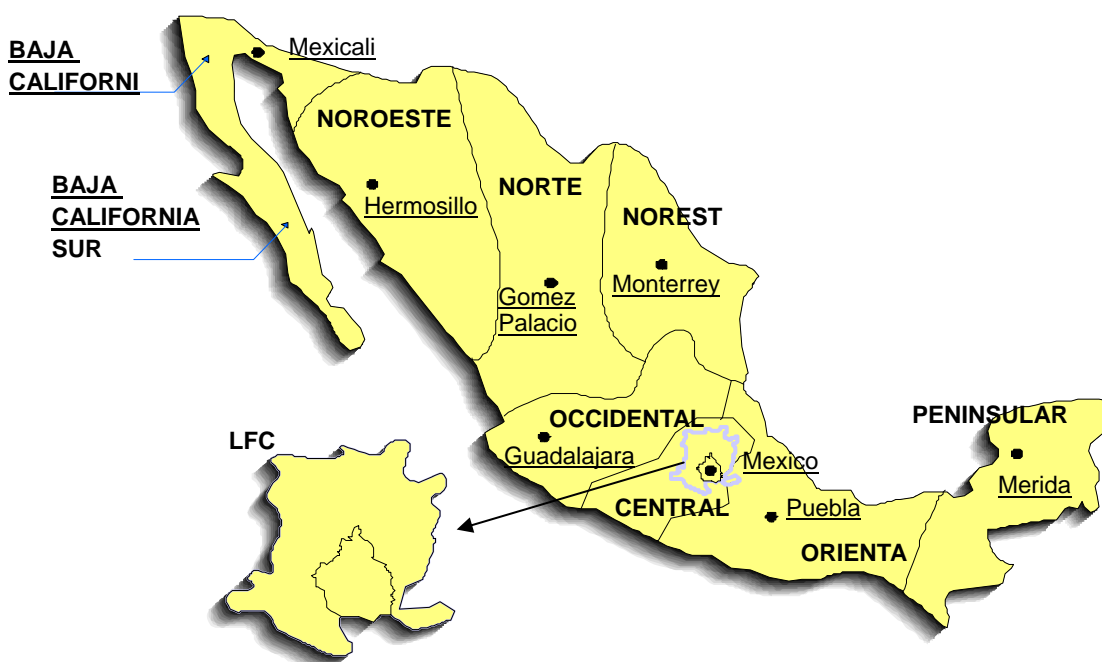 BAJA
CALIFORNI
Mexicali
NOROESTE
BAJA
CALIFORNIA
SUR
Hermosillo
NORTE
NOREST
Gomez
Palacio
Monterrey
OCCIDENTAL
PENINSULAR
LFC
Guadalajara
Mexico
Merida
CENTRAL
Puebla
ORIENTA